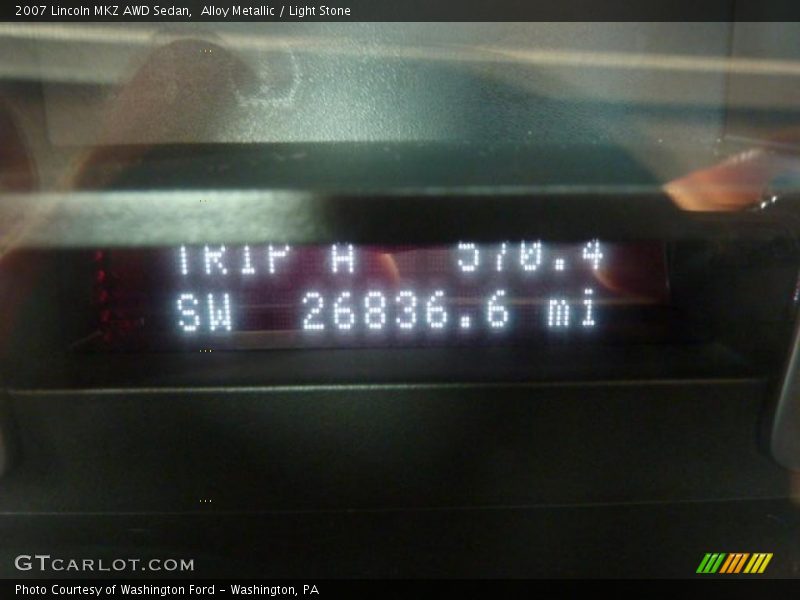 2007 Lincoln MKZ AWD Sedan,  Alloy Metallic / Light Stone
TRIP A 570.4
SW 26836.6 mi
GTCARLOT.COM
Photo Courtesy of Washington Ford - Washington, PA